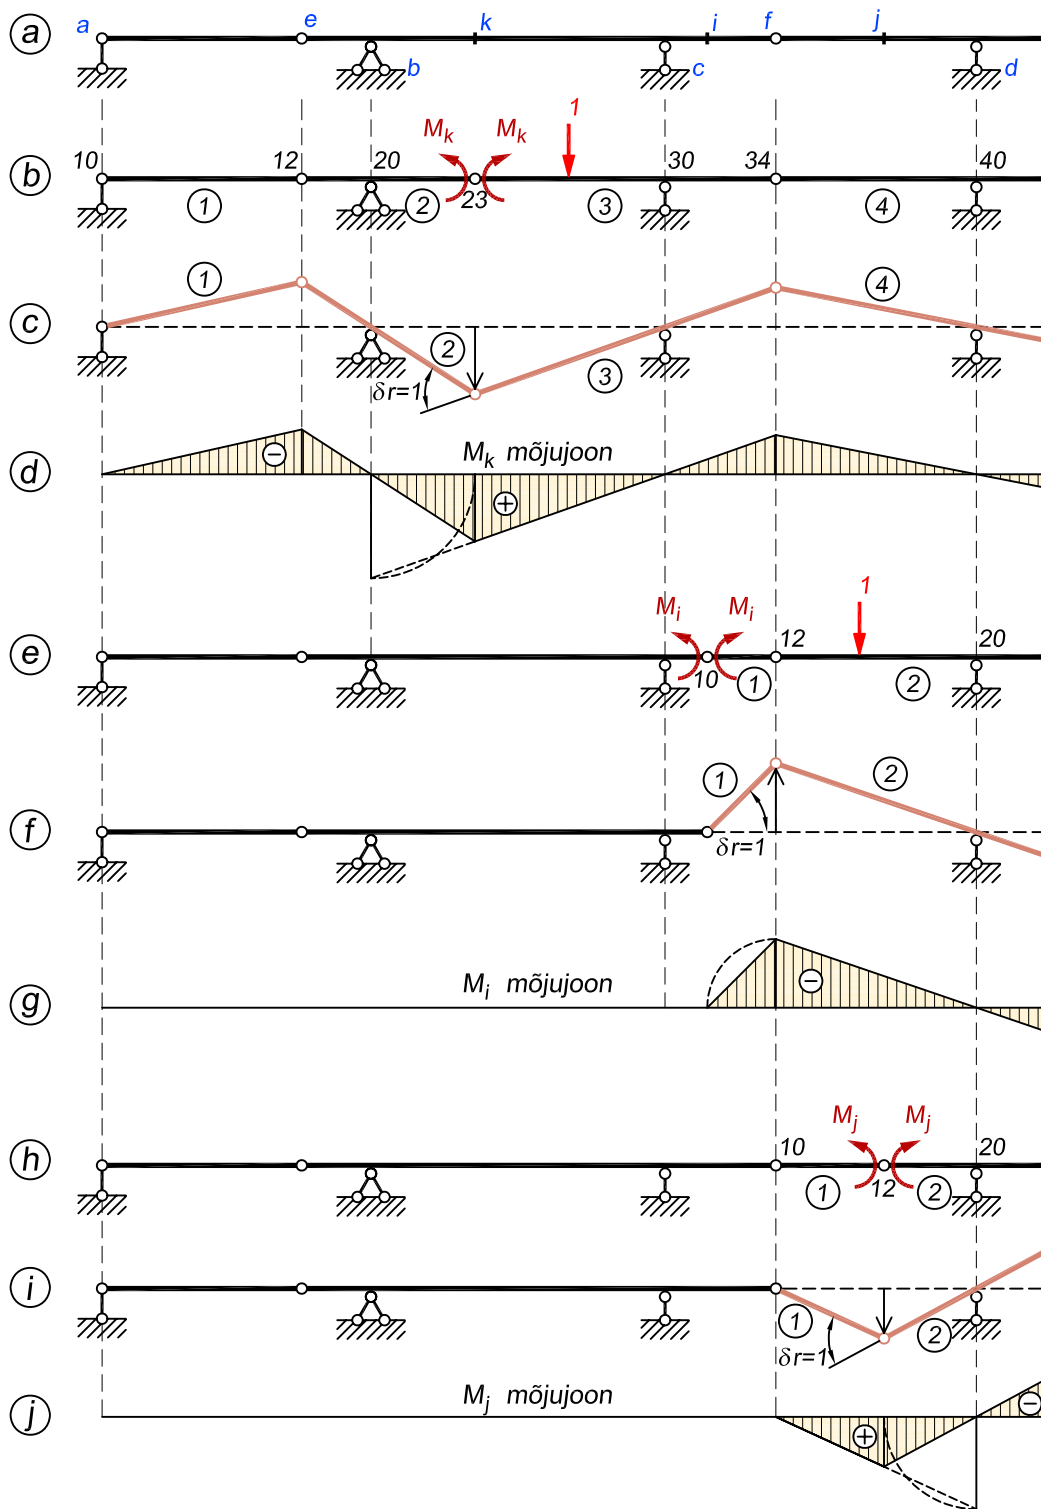 a
a e k i f j
b c d
b
M_k M_k 1
10 12 20 30 34 40
1 2 23 3 4
c
1 2 3 4
δr=1
d
M_k mõjujoon
− +
e
M_i M_i 1
12 20
10 1 2
f
1 2
δr=1
g
M_i mõjujoon
−
h
M_j M_j
10 20
1 12 2
i
1 2
δr=1
j
M_j mõjujoon
+ −